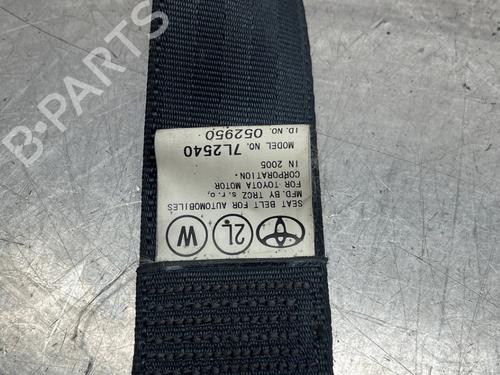 SEAT BELT FOR AUTOMOBILES
MFD. BY TRCZ s.r.o,
FOR TOYOTA MOTOR
CORPORATION.
IN 2005
MODEL NO. 7L2540
ID.NO. 052950
2L W
B-PARTS